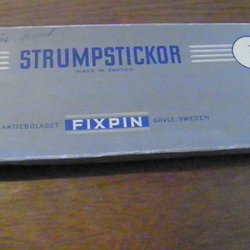 STRUMPSTICKOR
MADE IN SWEDEN
AKTIEBOLAGET FIXPIN GÄVLE, SWEDEN